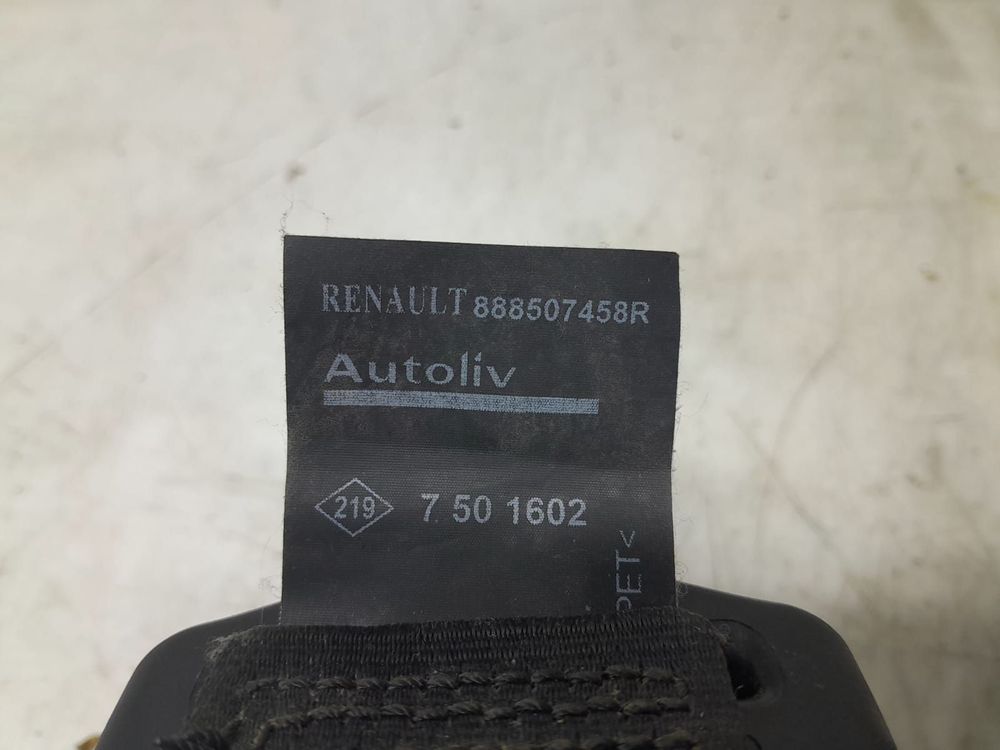 RENAULT 888507458R
Autoliv
219 7 50 1602
PET<